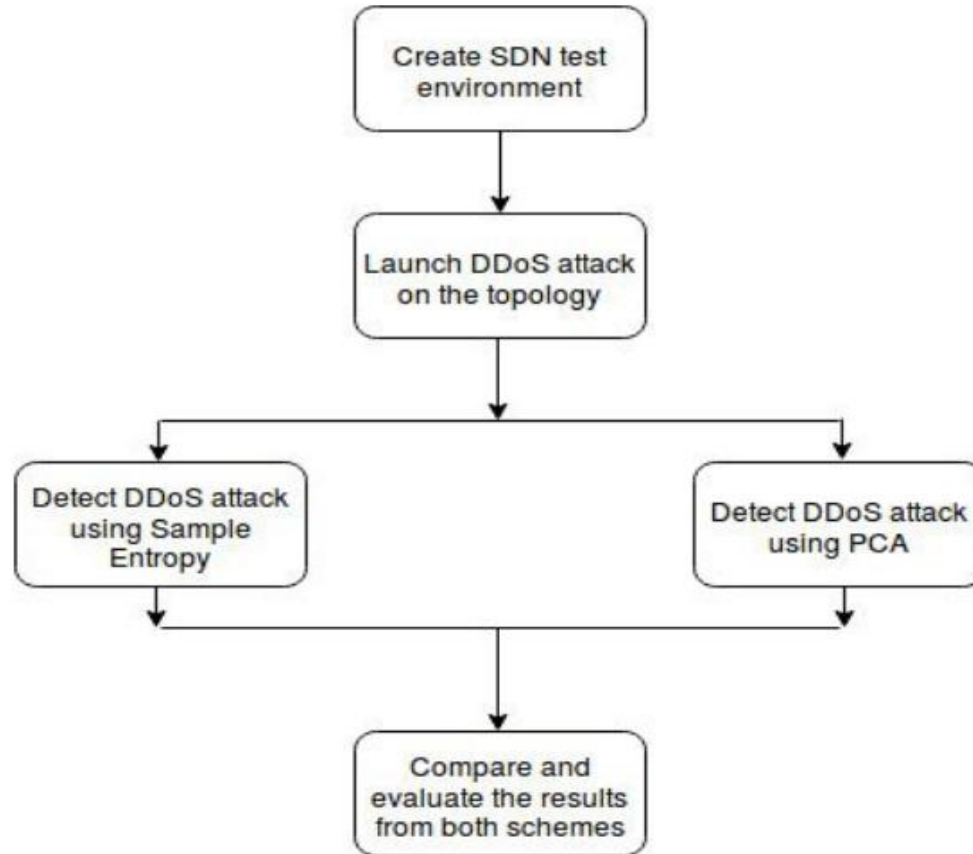 Create SDN test
environment
Launch DDoS attack
on the topology
Detect DDoS attack
using Sample
Entropy
Detect DDoS attack
using PCA
Compare and
evaluate the results
from both schemes